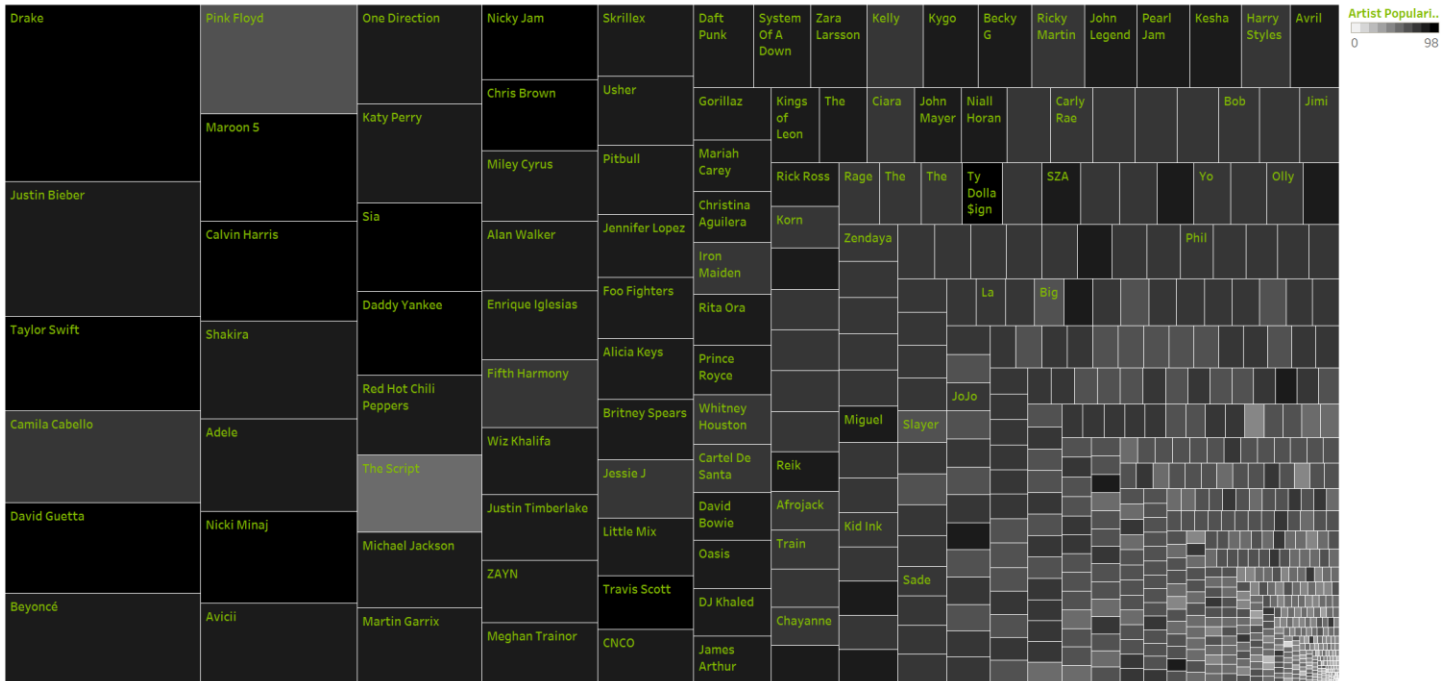 Drake
Justin Bieber
Taylor Swift
Camila Cabello
David Guetta
Beyoncé
Pink Floyd
Maroon 5
Calvin Harris
Shakira
Adele
Nicki Minaj
Avicii
One Direction
Katy Perry
Sia
Daddy Yankee
Red Hot Chili
Peppers
The Script
Michael Jackson
Martin Garrix
Nicky Jam
Chris Brown
Miley Cyrus
Alan Walker
Enrique Iglesias
Fifth Harmony
Wiz Khalifa
Justin Timberlake
ZAYN
Meghan Trainor
Skrillex
Usher
Pitbull
Jennifer Lopez
Foo Fighters
Alicia Keys
Britney Spears
Jessie J
Little Mix
Travis Scott
CNCO
Daft
Punk
System
Of A
Down
Zara
Larsson
Kelly
Kygo
Becky
G
Ricky
Martin
John
Legend
Pearl
Jam
Kesha
Harry
Styles
Avril
Gorillaz
Mariah
Carey
Christina
Aguilera
Iron
Maiden
Rita Ora
Prince
Royce
Whitney
Houston
Cartel De
Santa
David
Bowie
Oasis
DJ Khaled
James
Arthur
Kings
of
Leon
The
Ciara
John
Mayer
Niall
Horan
Carly
Rae
Bob
Jimi
Rick Ross
Korn
Reik
Afrojack
Train
Chayanne
Rage
The
The
Ty
Dolla
$ign
SZA
Yo
Olly
Zendaya
Miguel
Kid Ink
Phil
La
Big
JoJo
Slayer
Sade
Artist Populari..
0
98